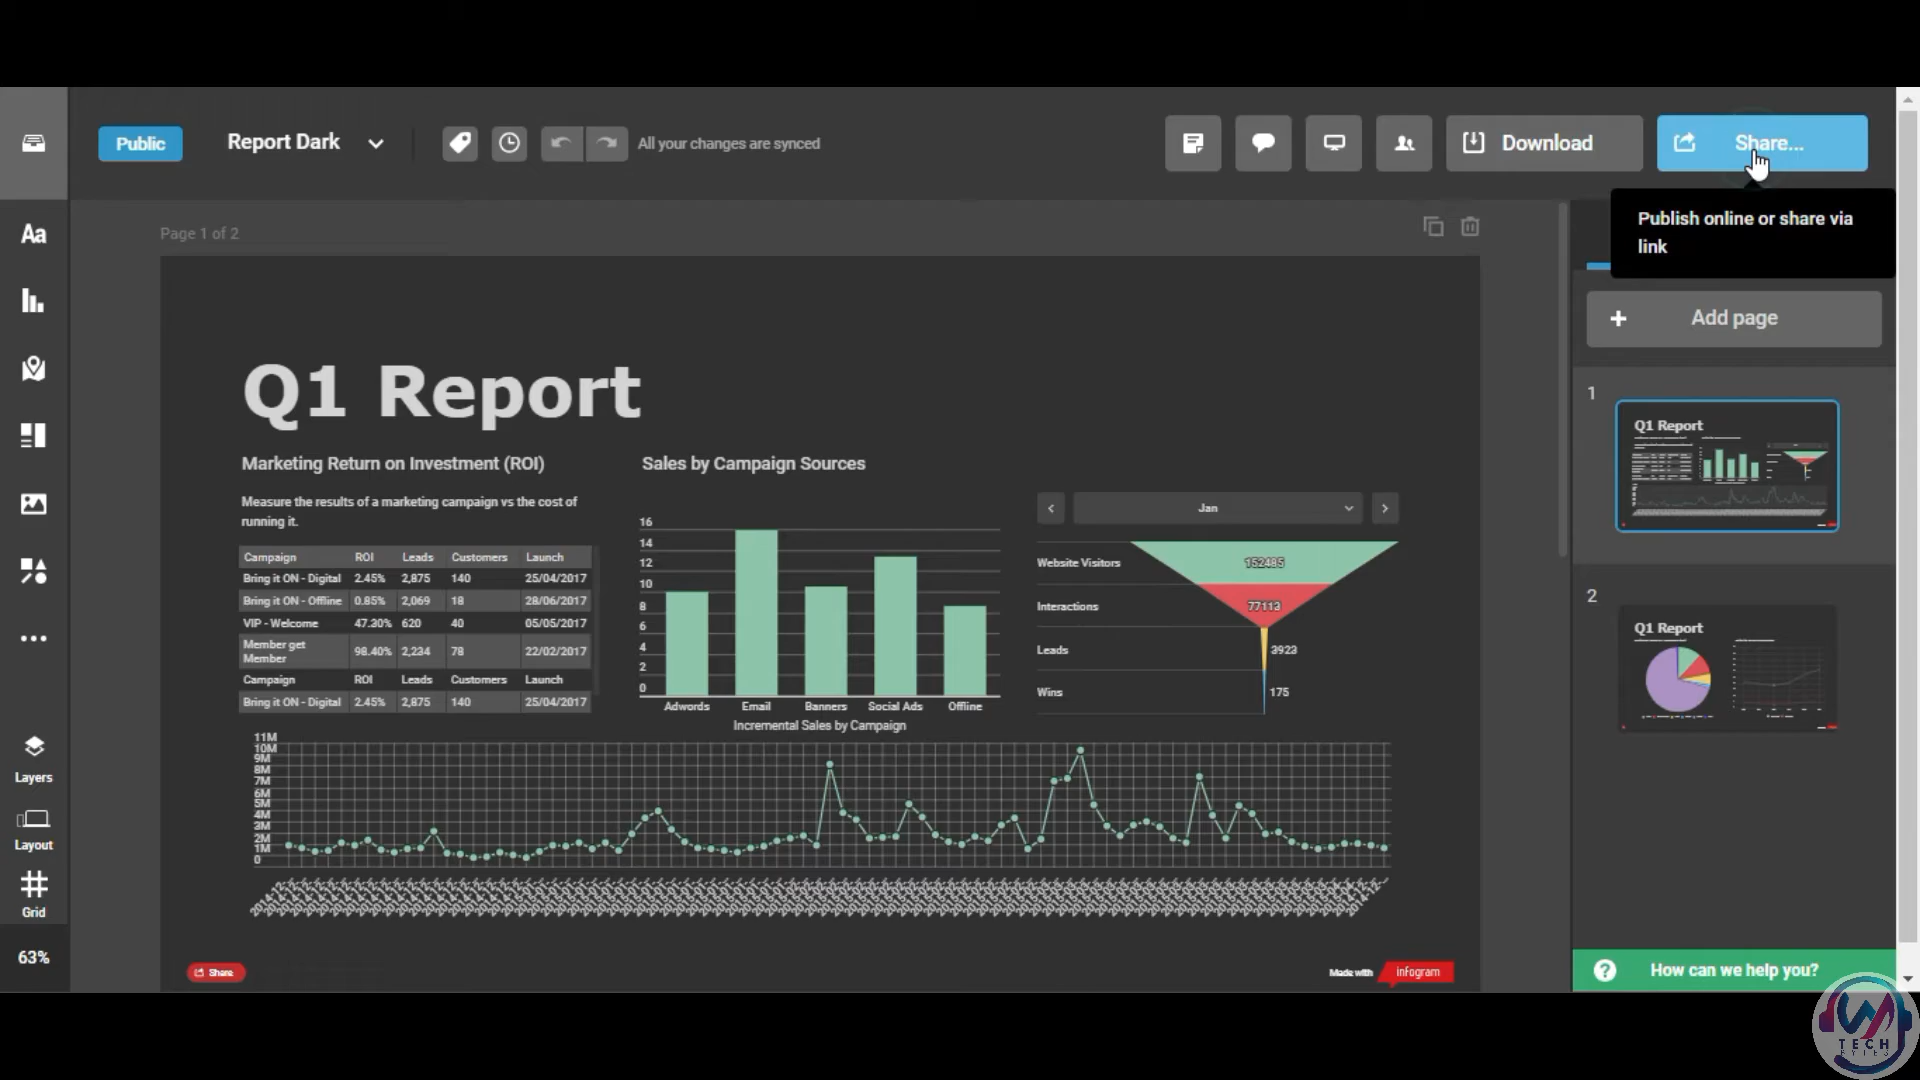 Public
Report Dark
All your changes are synced
Download
Share...
Publish online or share via
link
Page 1 of 2
Add page
Aa
Q1 Report
Marketing Return on Investment (ROI)
Measure the results of a marketing campaign vs the cost of
running it.
Campaign ROI Leads Customers Launch
Bring it ON - Digital 2.45% 2,875 140 25/04/2017
Bring it ON - Offline 0.85% 2,069 18 28/06/2017
VIP - Welcome 47.30% 620 40 05/05/2017
Member get
Member 98.40% 2,234 78 22/02/2017
Campaign ROI Leads Customers Launch
Bring it ON - Digital 2.45% 2,875 140 25/04/2017
Sales by Campaign Sources
16
14
12
10
8
6
4
2
0
Adwords Email Banners Social Ads Offline
Jan
Website Visitors 152485
Interactions 77113
Leads 3923
Wins 175
Incremental Sales by Campaign
11M
10M
9M
8M
7M
6M
5M
4M
3M
2M
1M
0
Share
Made with infogram
1
Q1 Report
2
Q1 Report
Layers
Layout
Grid
63%
How can we help you?
TECH
BYTES